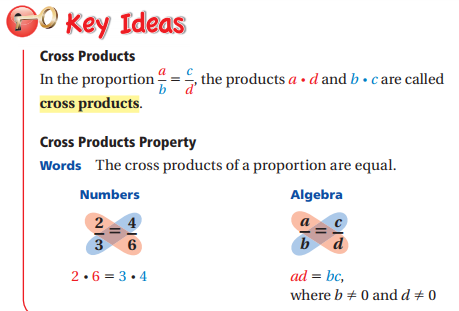 Key Ideas
Cross Products
In the proportion a/b = c/d, the products a • d and b • c are called
cross products.
Cross Products Property
Words The cross products of a proportion are equal.
Numbers Algebra
2/3 = 4/6 a/b = c/d
2 • 6 = 3 • 4 ad = bc,
where b ≠ 0 and d ≠ 0